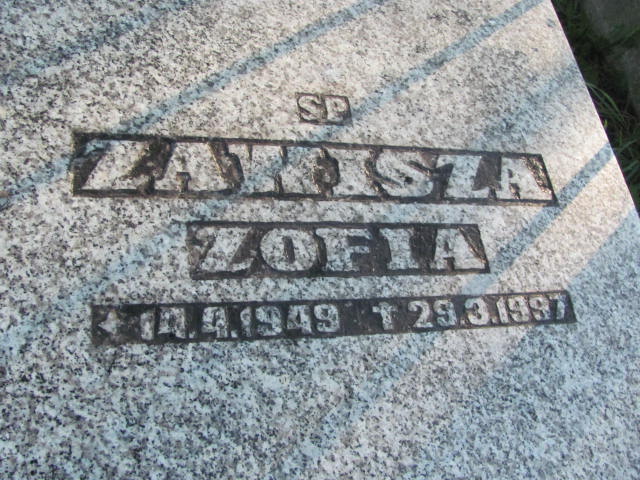 SP
ZAWISZA
ZOFIA
* 14.4.1949 † 29.3.1997